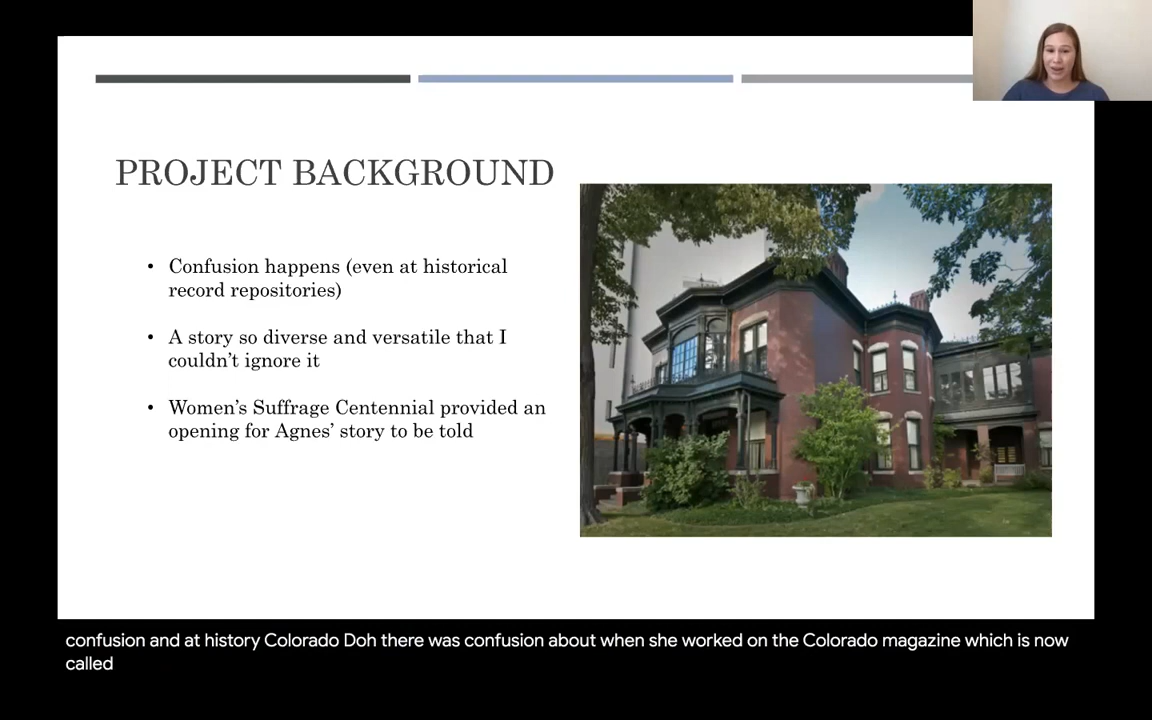 PROJECT BACKGROUND
• Confusion happens (even at historical
record repositories)
• A story so diverse and versatile that I
couldn’t ignore it
• Women’s Suffrage Centennial provided an
opening for Agnes’ story to be told
confusion and at history Colorado Doh there was confusion about when she worked on the Colorado magazine which is now
called